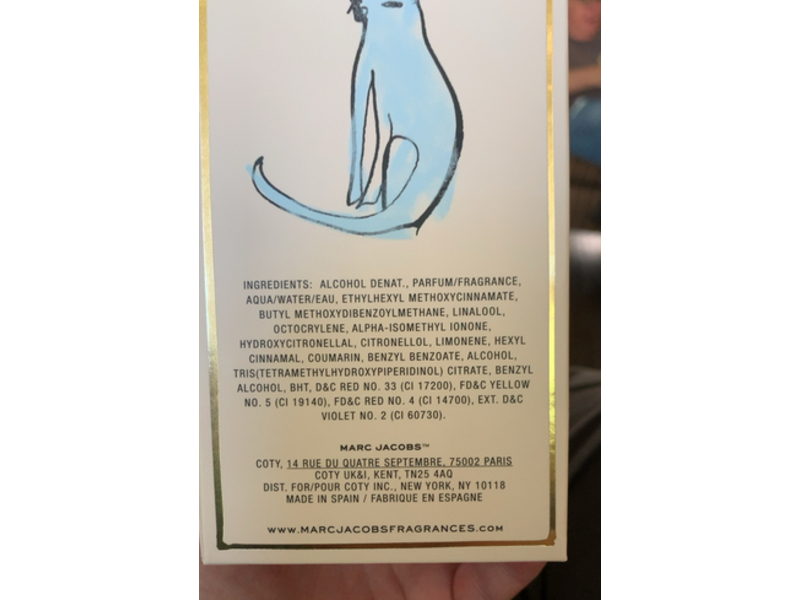 INGREDIENTS: ALCOHOL DENAT., PARFUM/FRAGRANCE,
AQUA/WATER/EAU, ETHYLHEXYL METHOXYCINNAMATE,
BUTYL METHOXYDIBENZOYLMETHANE, LINALOOL,
OCTOCRYLENE, ALPHA-ISOMETHYL IONONE,
HYDROXYCITRONELLAL, CITRONELLOL, LIMONENE, HEXYL
CINNAMAL, COUMARIN, BENZYL BENZOATE, ALCOHOL,
TRIS(TETRAMETHYLHYDROXYPIPERIDINOL) CITRATE, BENZYL
ALCOHOL, BHT, D&C RED NO. 33 (CI 17200), FD&C YELLOW
NO. 5 (CI 19140), FD&C RED NO. 4 (CI 14700), EXT. D&C
VIOLET NO. 2 (CI 60730).
MARC JACOBS™
COTY, 14 RUE DU QUATRE SEPTEMBRE, 75002 PARIS
COTY UK&I, KENT, TN25 4AQ
DIST. FOR/POUR COTY INC., NEW YORK, NY 10118
MADE IN SPAIN / FABRIQUE EN ESPAGNE
WWW.MARCJACOBSFRAGRANCES.COM